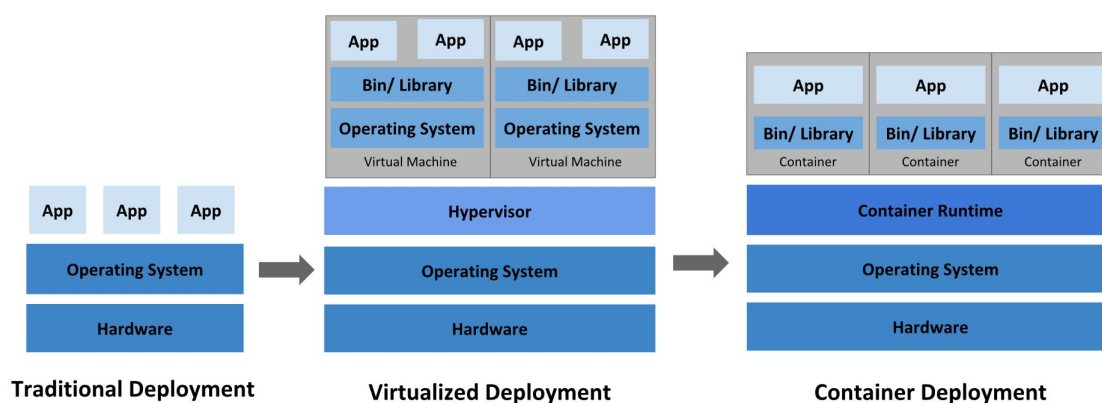 App
App
App
Operating System
Hardware
Traditional Deployment
App
App
Bin/ Library
Operating System
Virtual Machine
App
App
Bin/ Library
Operating System
Virtual Machine
Hypervisor
Operating System
Hardware
Virtualized Deployment
App
Bin/ Library
Container
App
Bin/ Library
Container
App
Bin/ Library
Container
Container Runtime
Operating System
Hardware
Container Deployment